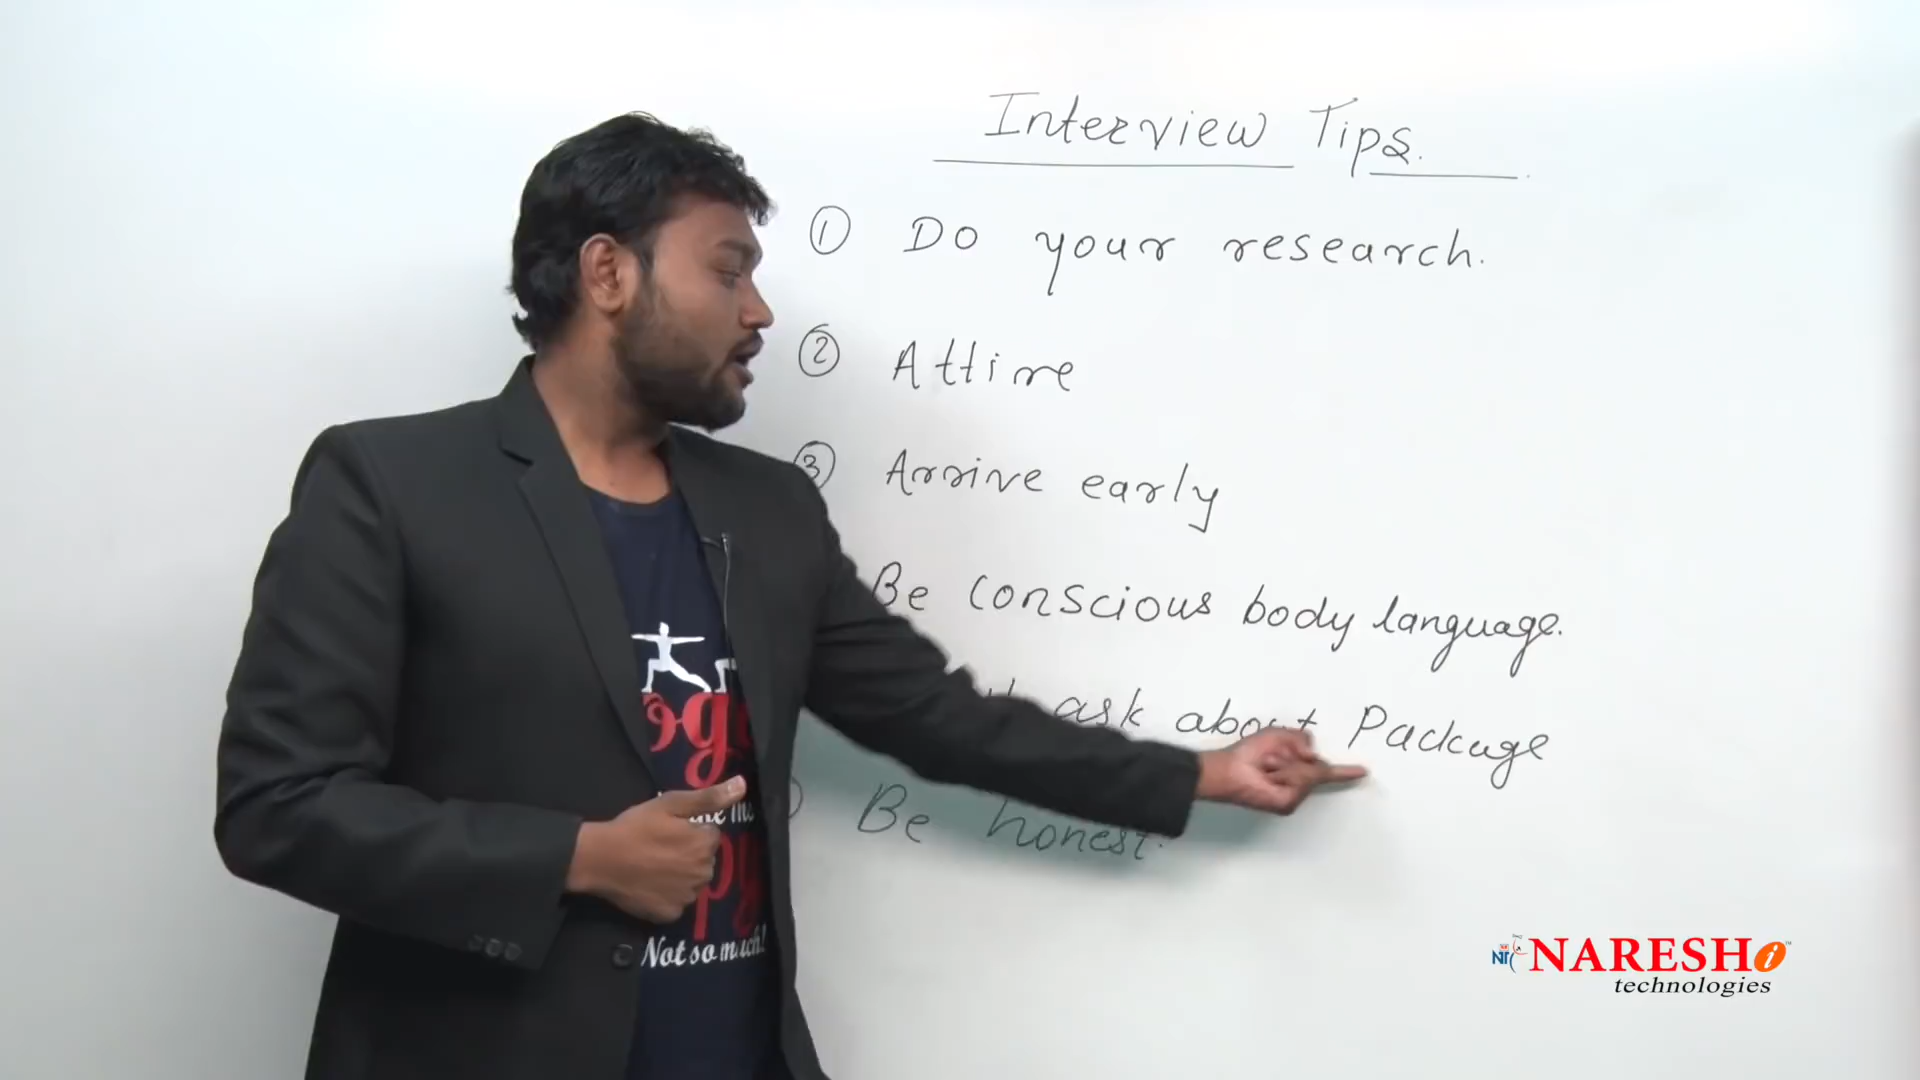 Interview Tips.
① Do your research.
② Attire
③ Arrive early
Be conscious body language.
ask about Package
Be honest.
Not so much!
NARESH i
technologies